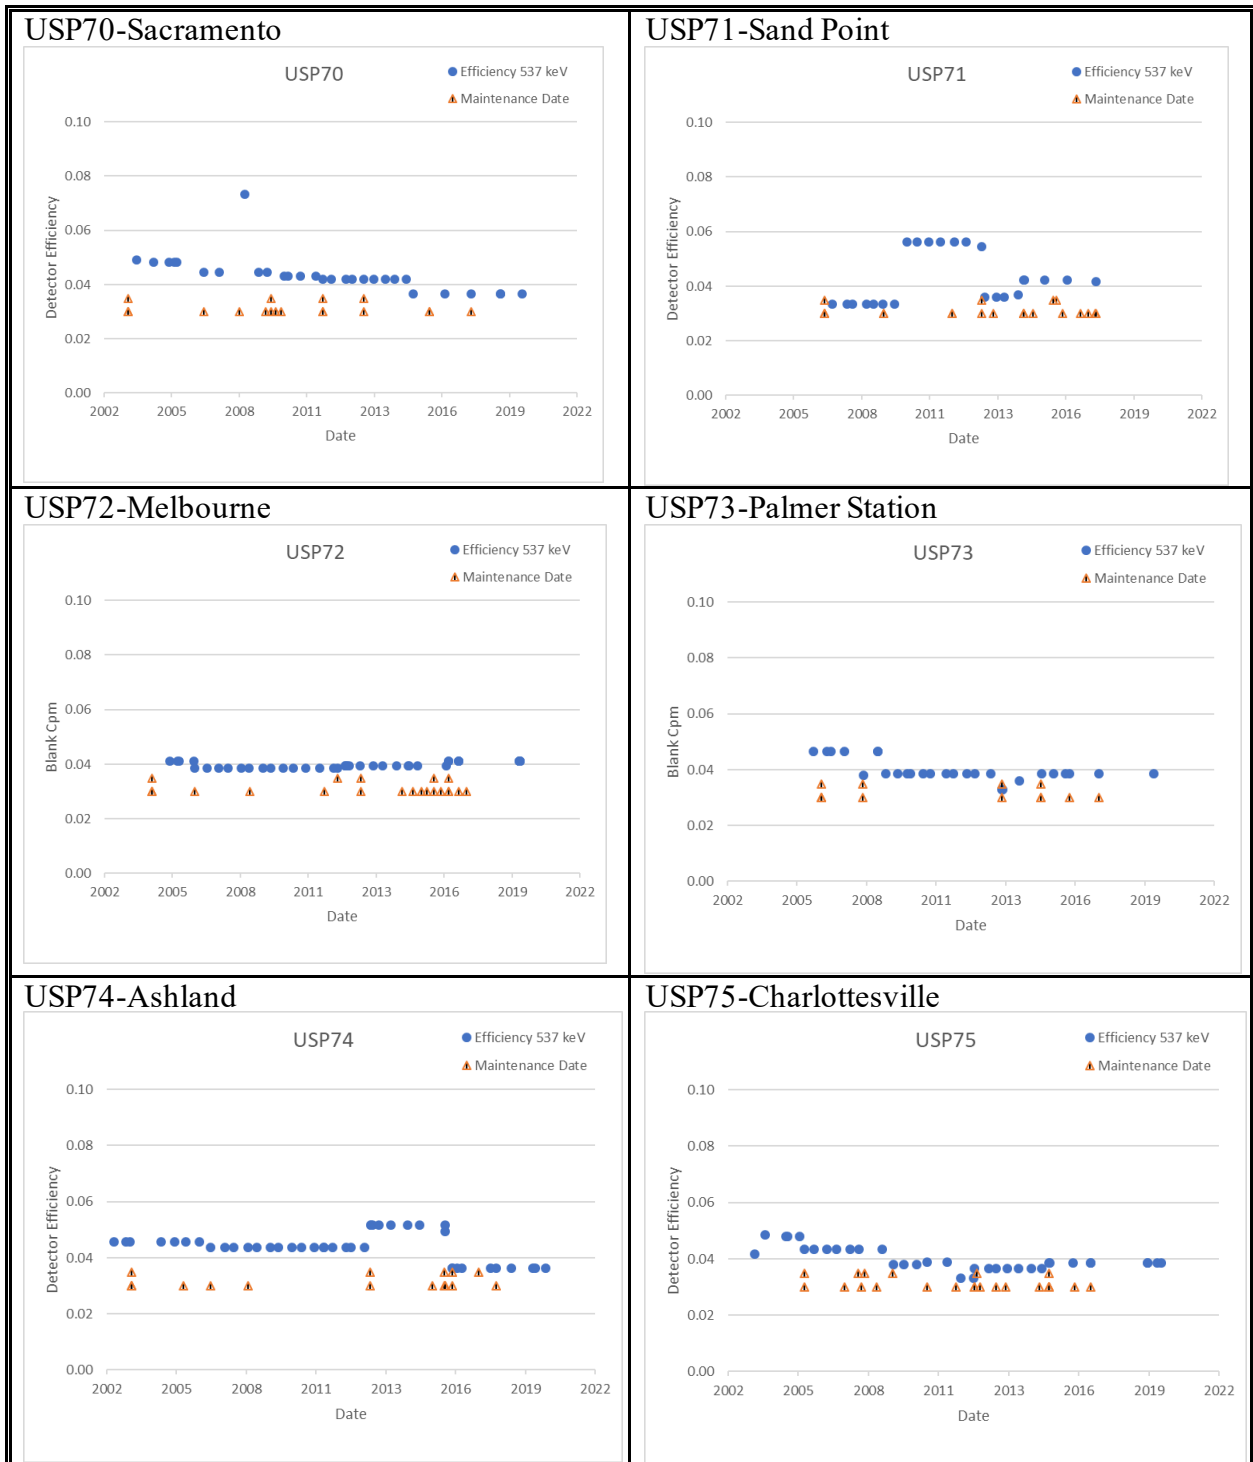 USP70-Sacramento
USP70
Efficiency 537 keV
Maintenance Date
0.10
0.08
0.06
0.04
0.02
0.00
Detector Efficiency
2002 2005 2008 2011 2013 2016 2019 2022
Date
USP71-Sand Point
USP71
Efficiency 537 keV
Maintenance Date
0.10
0.08
0.06
0.04
0.02
0.00
Detector Efficiency
2002 2005 2008 2011 2013 2016 2019 2022
Date
USP72-Melbourne
USP72
Efficiency 537 keV
Maintenance Date
0.10
0.08
0.06
0.04
0.02
0.00
Blank Cpm
2002 2005 2008 2011 2013 2016 2019 2022
Date
USP73-Palmer Station
USP73
Efficiency 537 keV
Maintenance Date
0.10
0.08
0.06
0.04
0.02
0.00
Blank Cpm
2002 2005 2008 2011 2013 2016 2019 2022
Date
USP74-Ashland
USP74
Efficiency 537 keV
Maintenance Date
0.10
0.08
0.06
0.04
0.02
0.00
Detector Efficiency
2002 2005 2008 2011 2013 2016 2019 2022
Date
USP75-Charlottesville
USP75
Efficiency 537 keV
Maintenance Date
0.10
0.08
0.06
0.04
0.02
0.00
Detector Efficiency
2002 2005 2008 2011 2013 2016 2019 2022
Date